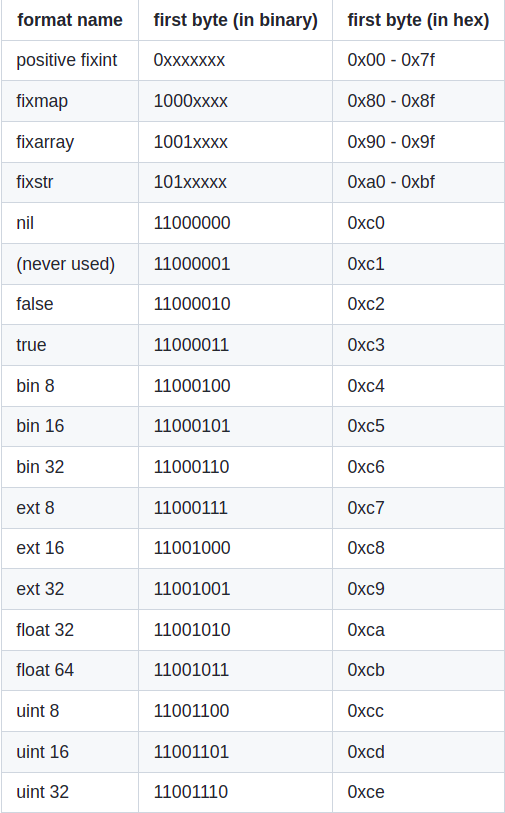 format name first byte (in binary) first byte (in hex)
positive fixint 0xxxxxxx 0x00 - 0x7f
fixmap 1000xxxx 0x80 - 0x8f
fixarray 1001xxxx 0x90 - 0x9f
fixstr 101xxxxx 0xa0 - 0xbf
nil 11000000 0xc0
(never used) 11000001 0xc1
false 11000010 0xc2
true 11000011 0xc3
bin 8 11000100 0xc4
bin 16 11000101 0xc5
bin 32 11000110 0xc6
ext 8 11000111 0xc7
ext 16 11001000 0xc8
ext 32 11001001 0xc9
float 32 11001010 0xca
float 64 11001011 0xcb
uint 8 11001100 0xcc
uint 16 11001101 0xcd
uint 32 11001110 0xce